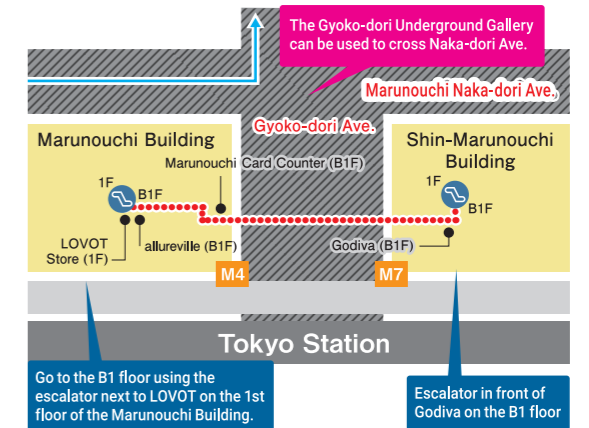 The Gyoko-dori Underground Gallery
can be used to cross Naka-dori Ave.
Marunouchi Naka-dori Ave.
Gyoko-dori Ave.
Marunouchi Building
Marunouchi Card Counter (B1F)
1F
B1F
LOVOT
Store (1F)
allureville (B1F)
Shin-Marunouchi
Building
1F
B1F
Godiva (B1F)
M4
M7
Tokyo Station
Go to the B1 floor using the
escalator next to LOVOT on the 1st
floor of the Marunouchi Building.
Escalator in front of
Godiva on the B1 floor